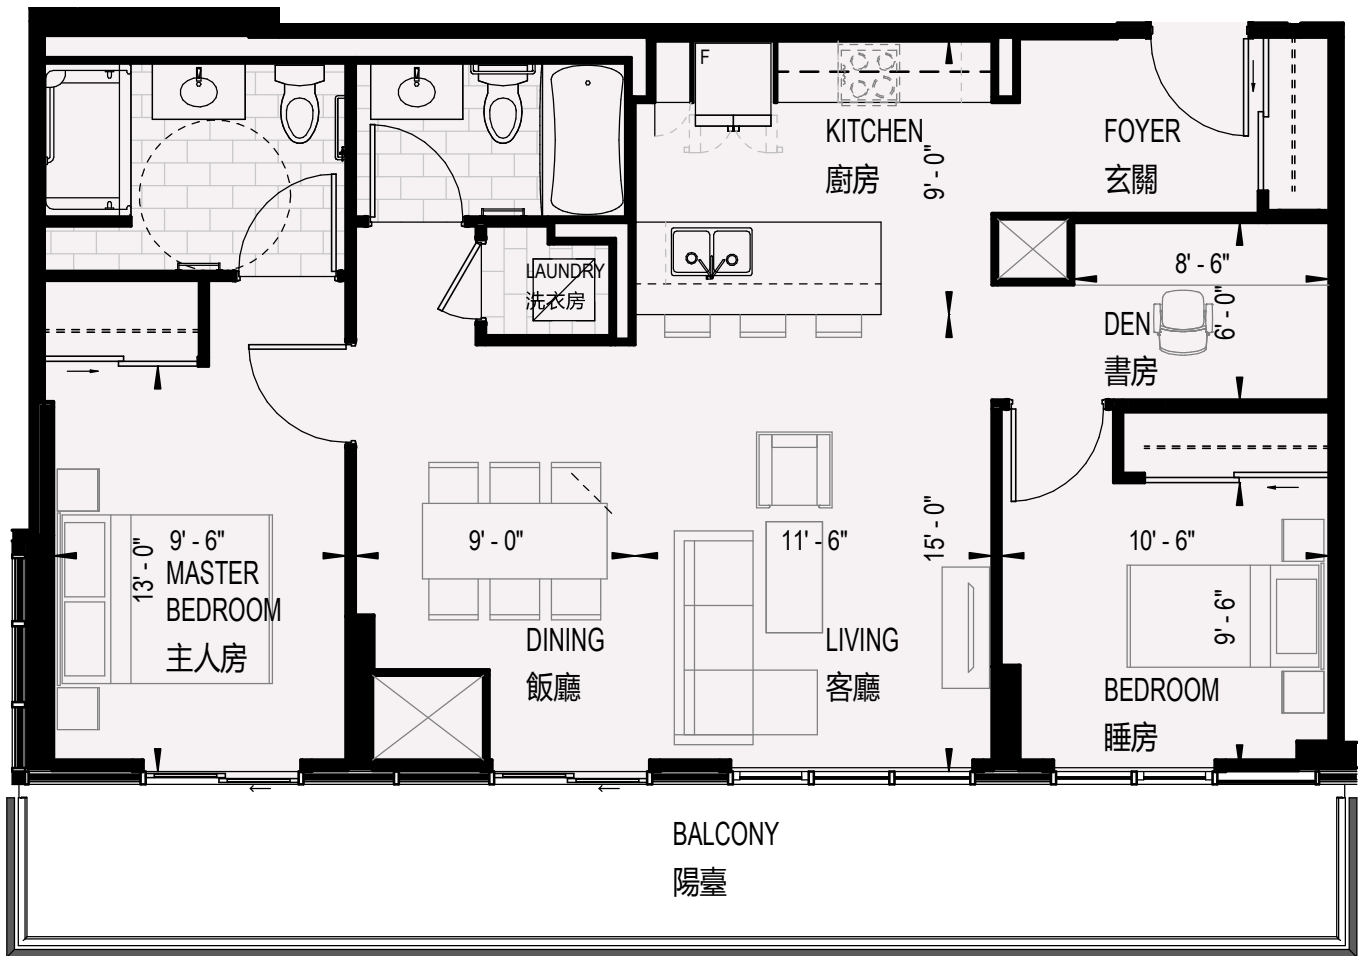 F
KITCHEN
廚房
9' - 0"
FOYER
玄關
LAUNDRY
洗衣房
8' - 6"
6' - 0"
DEN
書房
9' - 6"
13' - 0"
MASTER
BEDROOM
主人房
9' - 0"
DINING
飯廳
11' - 6"
15' - 0"
LIVING
客廳
10' - 6"
9' - 6"
BEDROOM
睡房
BALCONY
陽臺